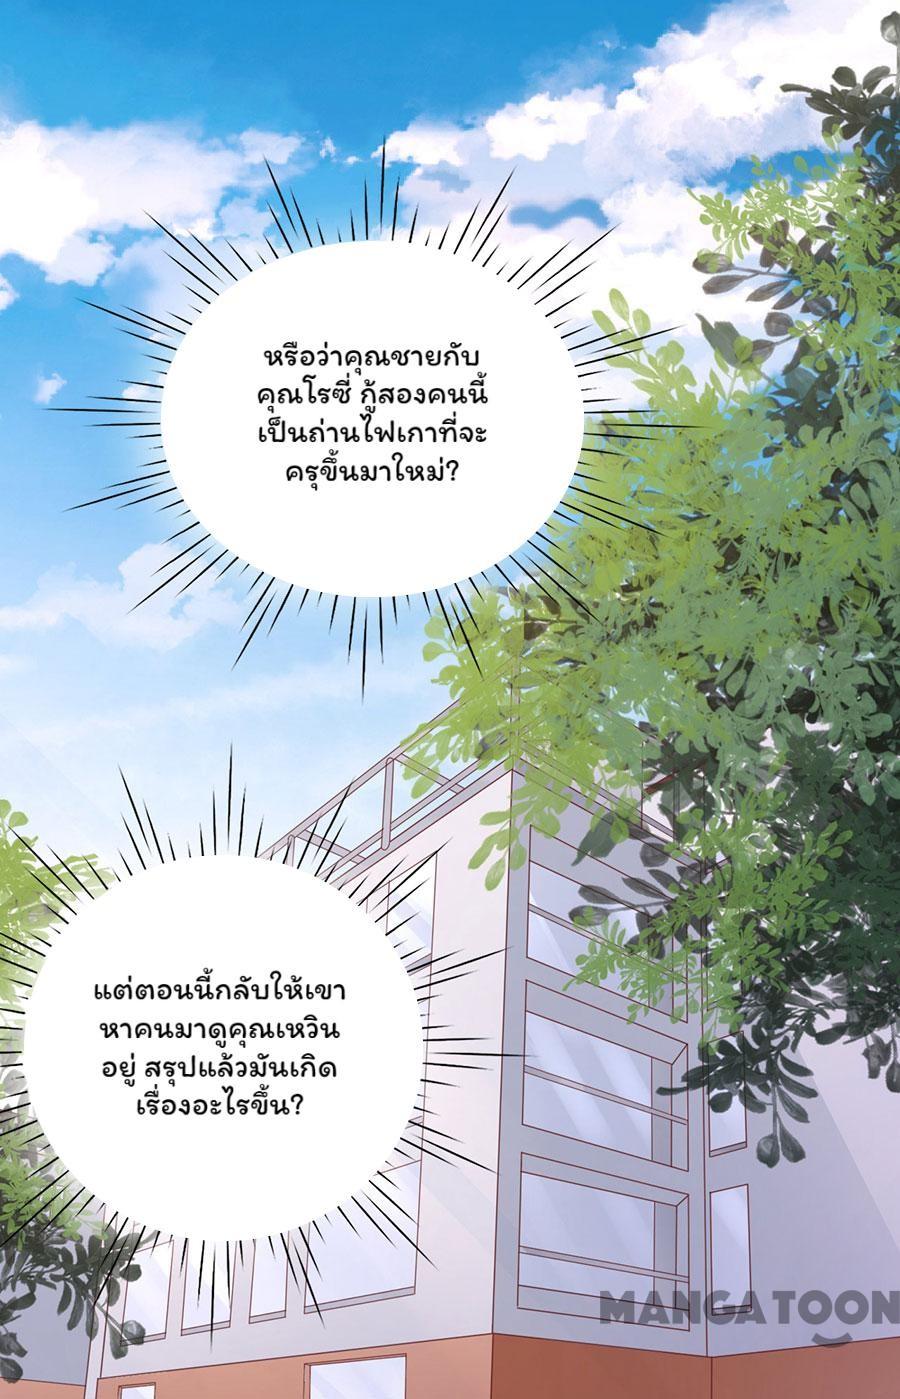 หรือว่าคุณชายกับ
คุณโรซี่ กู้สองคนนี้
เป็นถ่านไฟเกาที่จะ
ครุขึ้นมาใหม่?
แต่ตอนนี้กลับให้เขา
หาคนมาดูคุณเหวิน
อยู่ สรุปแล้วมันเกิด
เรื่องอะไรขึ้น?
MANGATOON